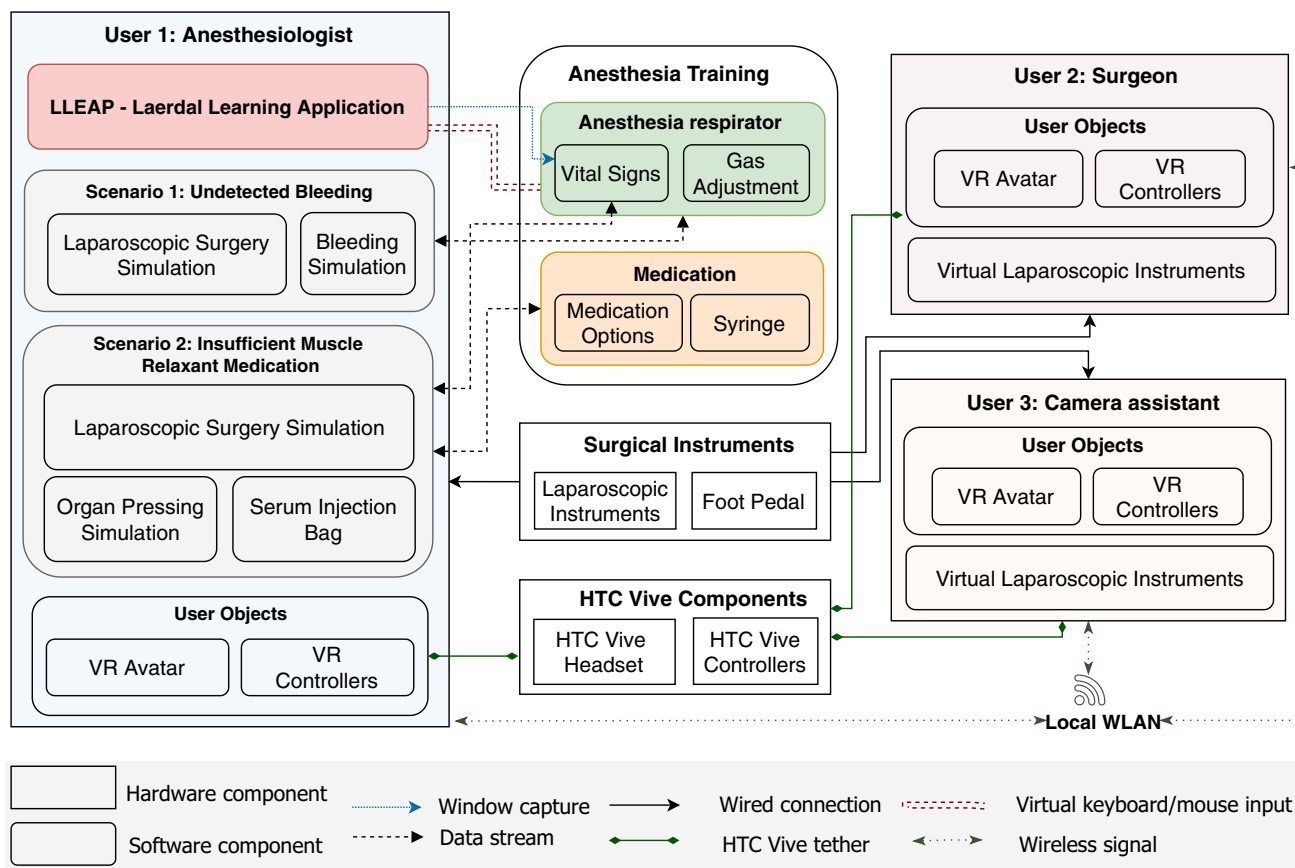 User 1: Anesthesiologist
LLEAP - Laerdal Learning Application
Scenario 1: Undetected Bleeding
Laparoscopic Surgery
Simulation
Bleeding
Simulation
Scenario 2: Insufficient Muscle
Relaxant Medication
Laparoscopic Surgery Simulation
Organ Pressing
Simulation
Serum Injection
Bag
User Objects
VR Avatar
VR
Controllers
Anesthesia Training
Anesthesia respirator
Vital Signs
Gas
Adjustment
Medication
Medication
Options
Syringe
Surgical Instruments
Laparoscopic
Instruments
Foot Pedal
HTC Vive Components
HTC Vive
Headset
HTC Vive
Controllers
User 2: Surgeon
User Objects
VR Avatar
VR
Controllers
Virtual Laparoscopic Instruments
User 3: Camera assistant
User Objects
VR Avatar
VR
Controllers
Virtual Laparoscopic Instruments
Local WLAN
Hardware component
Software component
Window capture
Data stream
Wired connection
HTC Vive tether
Virtual keyboard/mouse input
Wireless signal